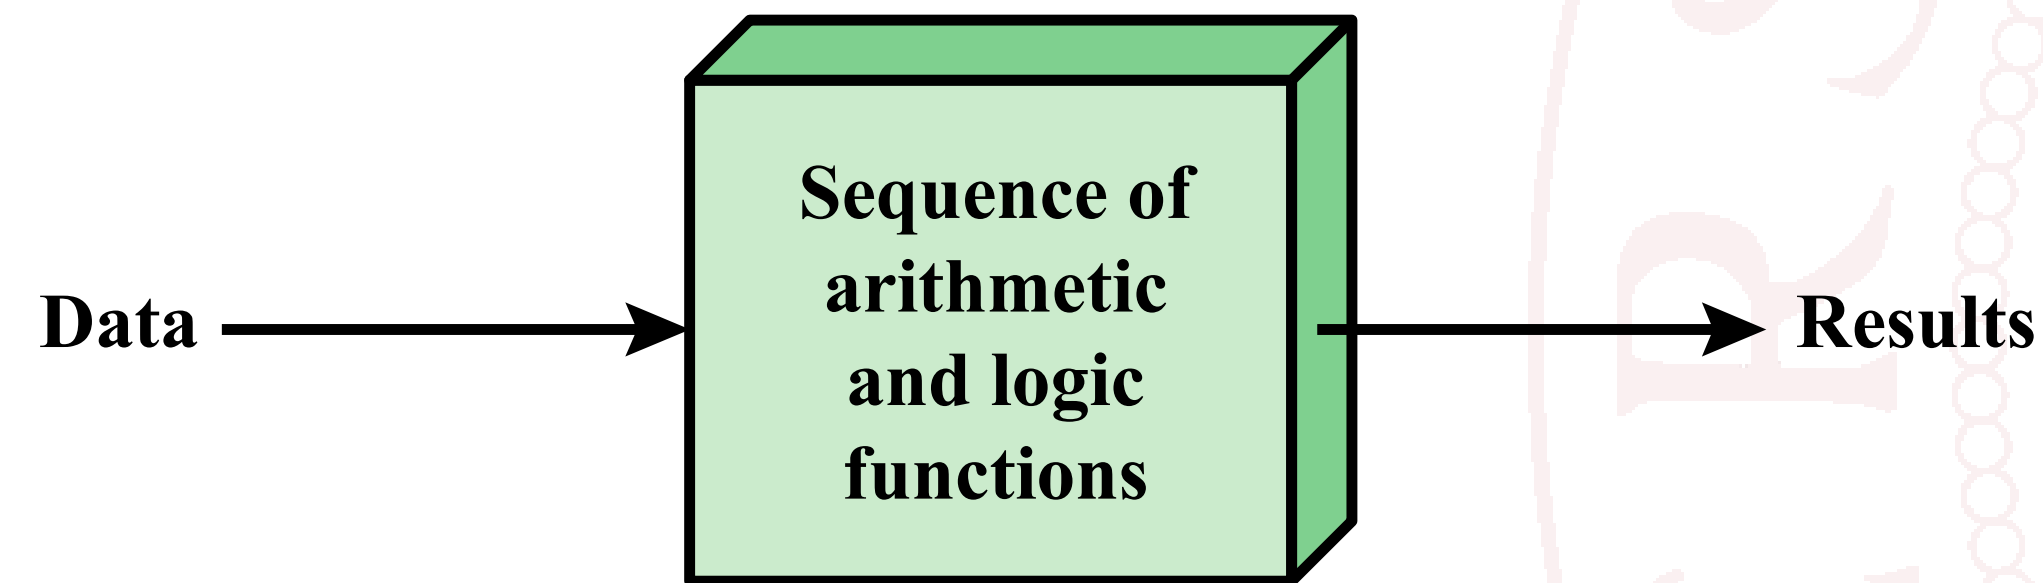 Data
Sequence of
arithmetic
and logic
functions
Results